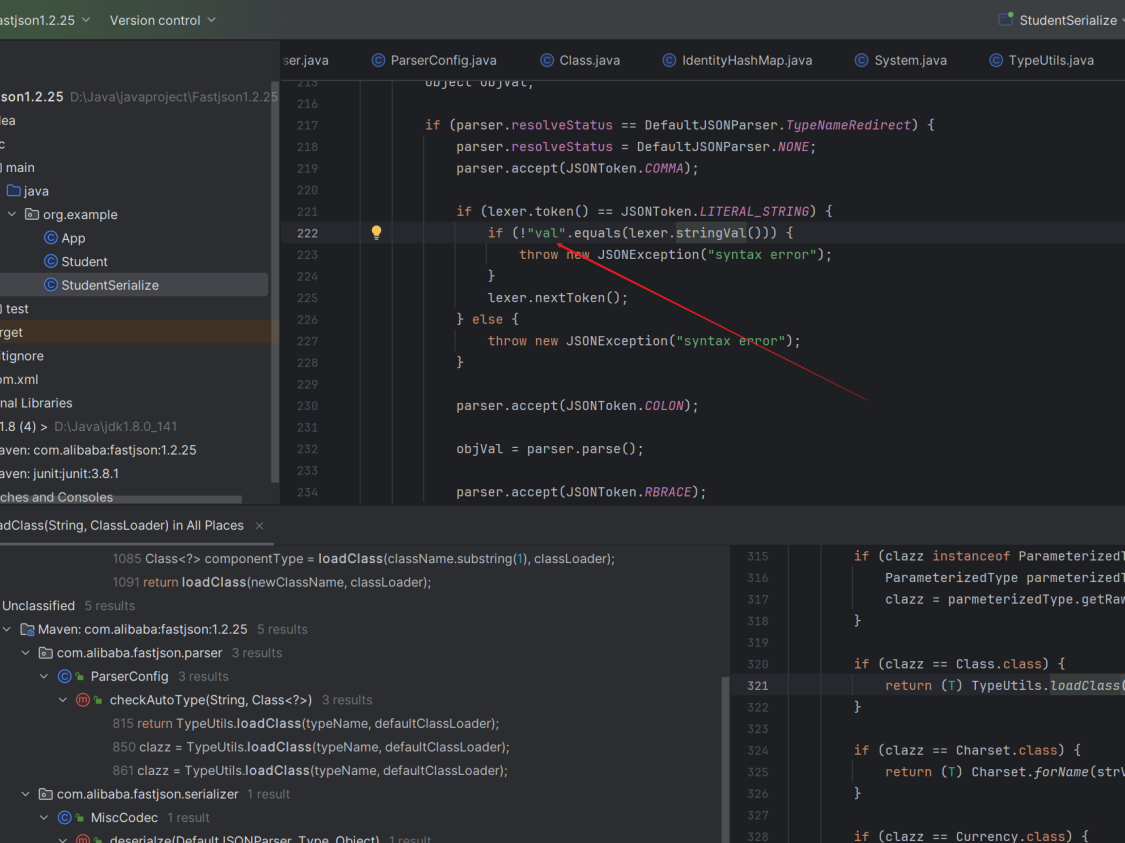 astjson1.2.25
Version control
StudentSerialize
ser.java
ParserConfig.java
Class.java
IdentityHashMap.java
System.java
TypeUtils.java
son1.2.25 D:\Java\javaproject\Fastjson1.2.25
ea
c
main
java
org.example
App
Student
StudentSerialize
test
rget
itignore
om.xml
nal Libraries
1.8 (4) > D:\Java\jdk1.8.0_141
aven: com.alibaba:fastjson:1.2.25
aven: junit:junit:3.8.1
ches and Consoles
215 Object objVal;
216
217 if (parser.resolveStatus == DefaultJSONParser.TypeNameRedirect) {
218 parser.resolveStatus = DefaultJSONParser.NONE;
219 parser.accept(JSONToken.COMMA);
220
221 if (lexer.token() == JSONToken.LITERAL_STRING) {
222 if (!"val".equals(lexer.stringVal())) {
223 throw new JSONException("syntax error");
224 }
225 lexer.nextToken();
226 } else {
227 throw new JSONException("syntax error");
228 }
229
230 parser.accept(JSONToken.COLON);
231
232 objVal = parser.parse();
233
234 parser.accept(JSONToken.RBRACE);
adClass(String, ClassLoader) in All Places
1085 Class<?> componentType = loadClass(className.substring(1), classLoader);
1091 return loadClass(newClassName, classLoader);
Unclassified 5 results
Maven: com.alibaba:fastjson:1.2.25 5 results
com.alibaba.fastjson.parser 3 results
ParserConfig 3 results
checkAutoType(String, Class<?>) 3 results
815 return TypeUtils.loadClass(typeName, defaultClassLoader);
850 clazz = TypeUtils.loadClass(typeName, defaultClassLoader);
861 clazz = TypeUtils.loadClass(typeName, defaultClassLoader);
com.alibaba.fastjson.serializer 1 result
MiscCodec 1 result
deserialze(DefaultJSONParser, Type, Object) 1 result
315 if (clazz instanceof ParameterizedT
316 ParameterizedType parmeterizedT
317 clazz = parmeterizedType.getRaw
318 }
319
320 if (clazz == Class.class) {
321 return (T) TypeUtils.loadClass(
322 }
323
324 if (clazz == Charset.class) {
325 return (T) Charset.forName(strV
326 }
327
328 if (clazz == Currency.class) {